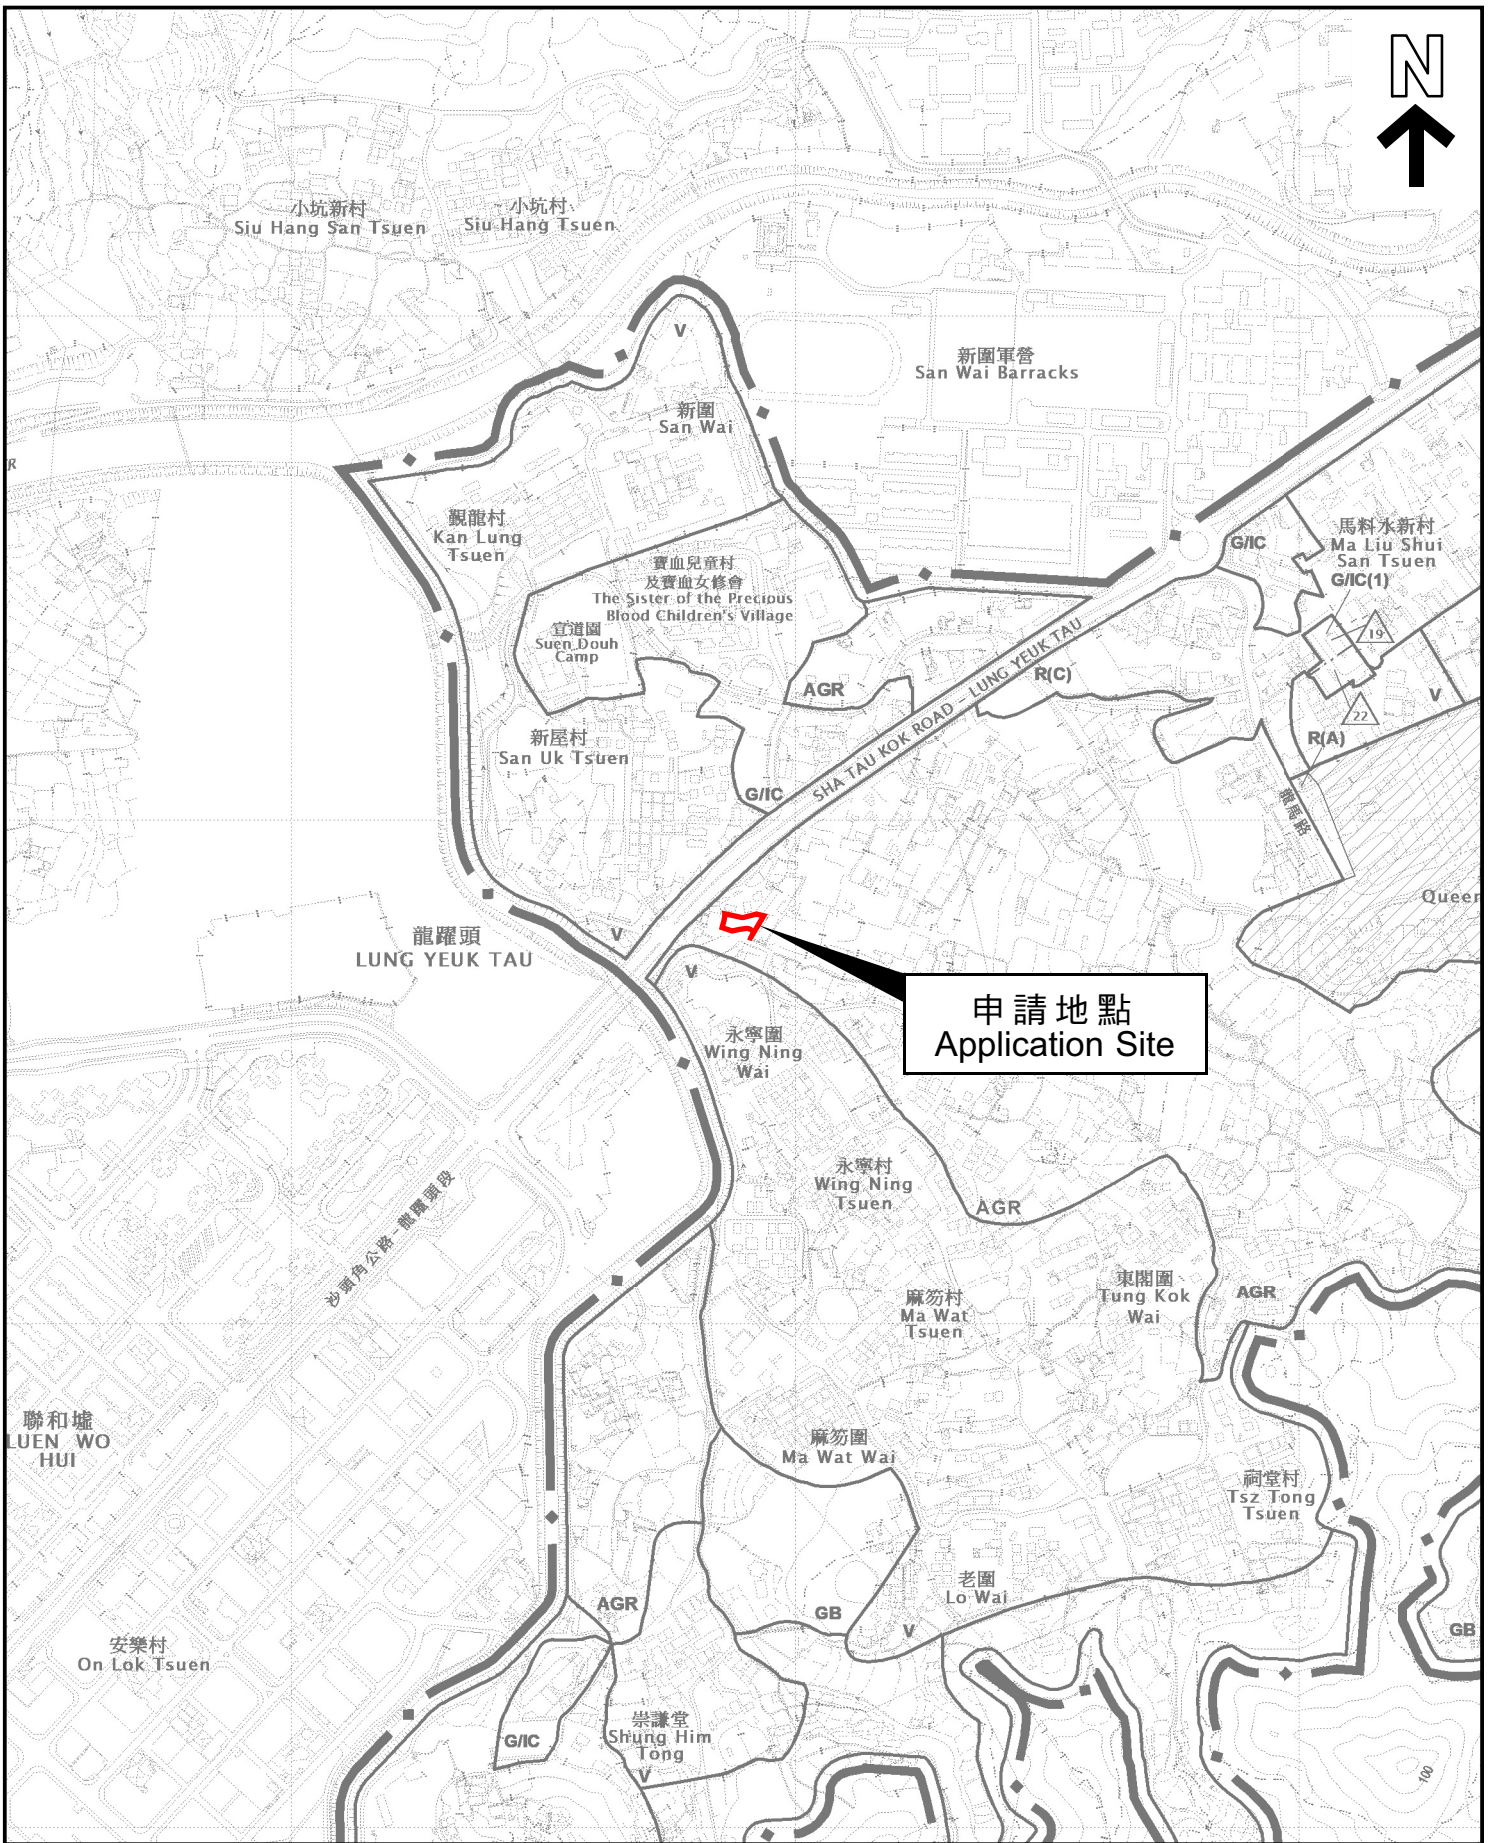 N
小坑新村
Siu Hang San Tsuen
小坑村
Siu Hang Tsuen
V
新圍軍營
San Wai Barracks
新圍
San Wai
R
覲龍村
Kan Lung
Tsuen
寶血兒童村
及寶血女修會
The Sister of the Precious
Blood Children's Village
宣道園
Suen Douh
Camp
G/IC
馬料水新村
Ma Liu Shui
San Tsuen
G/IC(1)
19
AGR
SHA TAU KOK ROAD - LUNG YEUK TAU
R(C)
V
22
R(A)
新屋村
San Uk Tsuen
G/IC
龍馬路
Queen
龍躍頭
LUNG YEUK TAU
V
V
申請地點
Application Site
永寧圍
Wing Ning
Wai
永寧村
Wing Ning
Tsuen
AGR
沙頭角公路-龍躍頭段
東閣圍
Tung Kok
Wai
AGR
麻笏村
Ma Wat
Tsuen
聯和墟
LUEN WO
HUI
麻笏圍
Ma Wat Wai
祠堂村
Tsz Tong
Tsuen
老圍
Lo Wai
AGR
GB
V
GB
安樂村
On Lok Tsuen
崇謙堂
Shung Him
Tong
G/IC
V
100